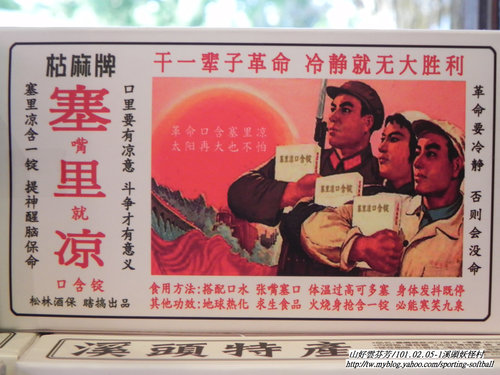 枯麻牌
干一辈子革命 冷静就无大胜利
塞里凉含一锭 提神醒脑保命
塞嘴里就凉
口含锭
口里要有凉意 斗争才有意义
革命口含塞里凉
太阳再大也不怕
塞里凉口含锭
塞里凉口含锭
塞里凉口含锭
革命要冷静 否则会没命
松林酒保 瞎搞出品
食用方法:搭配口水 张嘴塞口 体温过高可多塞 身体发抖既停
其他功效:地球热化 求生食品 火烧身抢含一锭 必能寒笑九泉
溪頭特產
山好雲芬芳/101.02.05-1溪頭妖怪村
http://tw.myblog.yahoo.com/sporting-softball